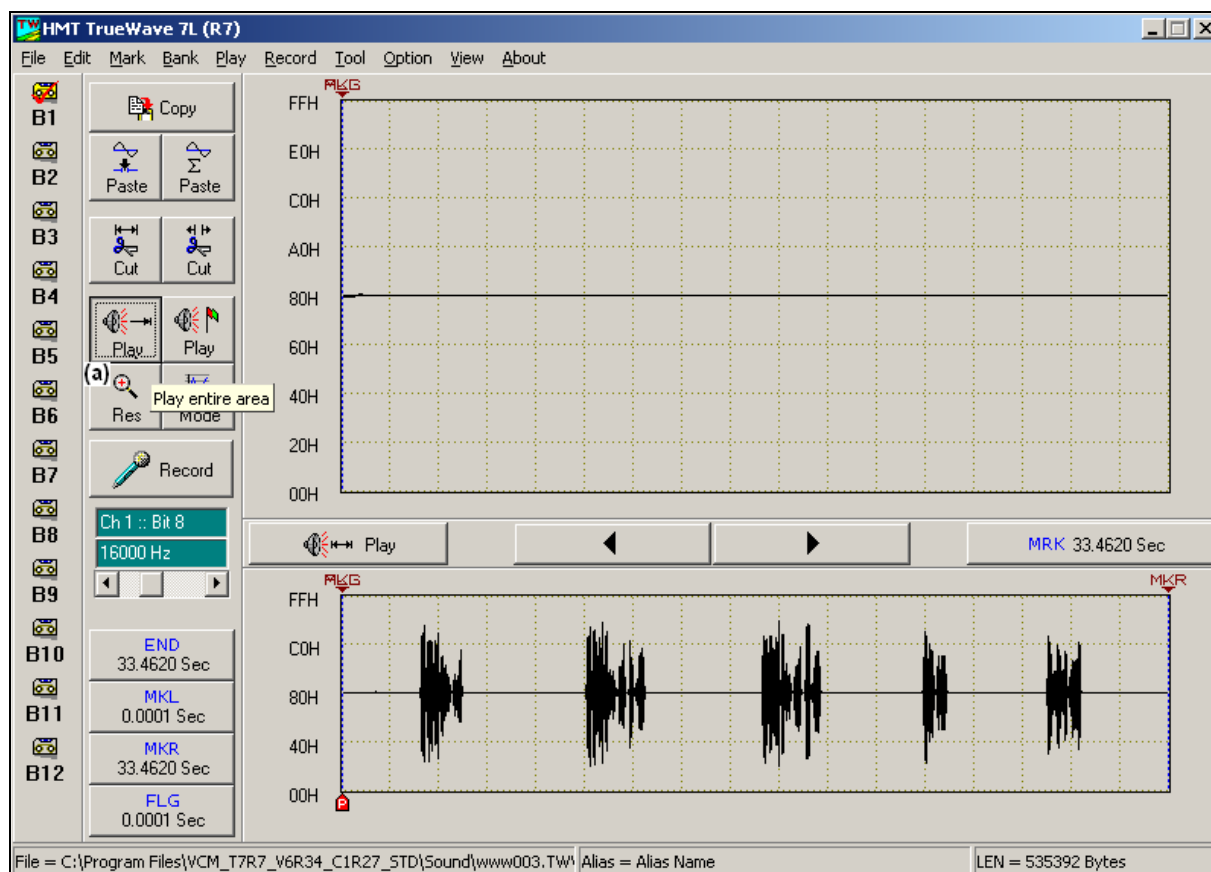 HMT TrueWave 7L (R7)
File Edit Mark Bank Play Record Tool Option View About
B1
B2
B3
B4
B5
B6
B7
B8
B9
B10
B11
B12
Copy
Paste Paste
Cut Cut
Play Play
(a)
Play entire area
Res Mode
Record
Ch 1 :: Bit 8
16000 Hz
END
33.4620 Sec
MKL
0.0001 Sec
MKR
33.4620 Sec
FLG
0.0001 Sec
FFH
E0H
C0H
A0H
80H
60H
40H
20H
00H
Play
MRK 33.4620 Sec
MKR
FFH
C0H
80H
40H
00H
P
File = C:\Program Files\VCM_T7R7_V6R34_C1R27_STD\Sound\www003.TW
Alias = Alias Name
LEN = 535392 Bytes